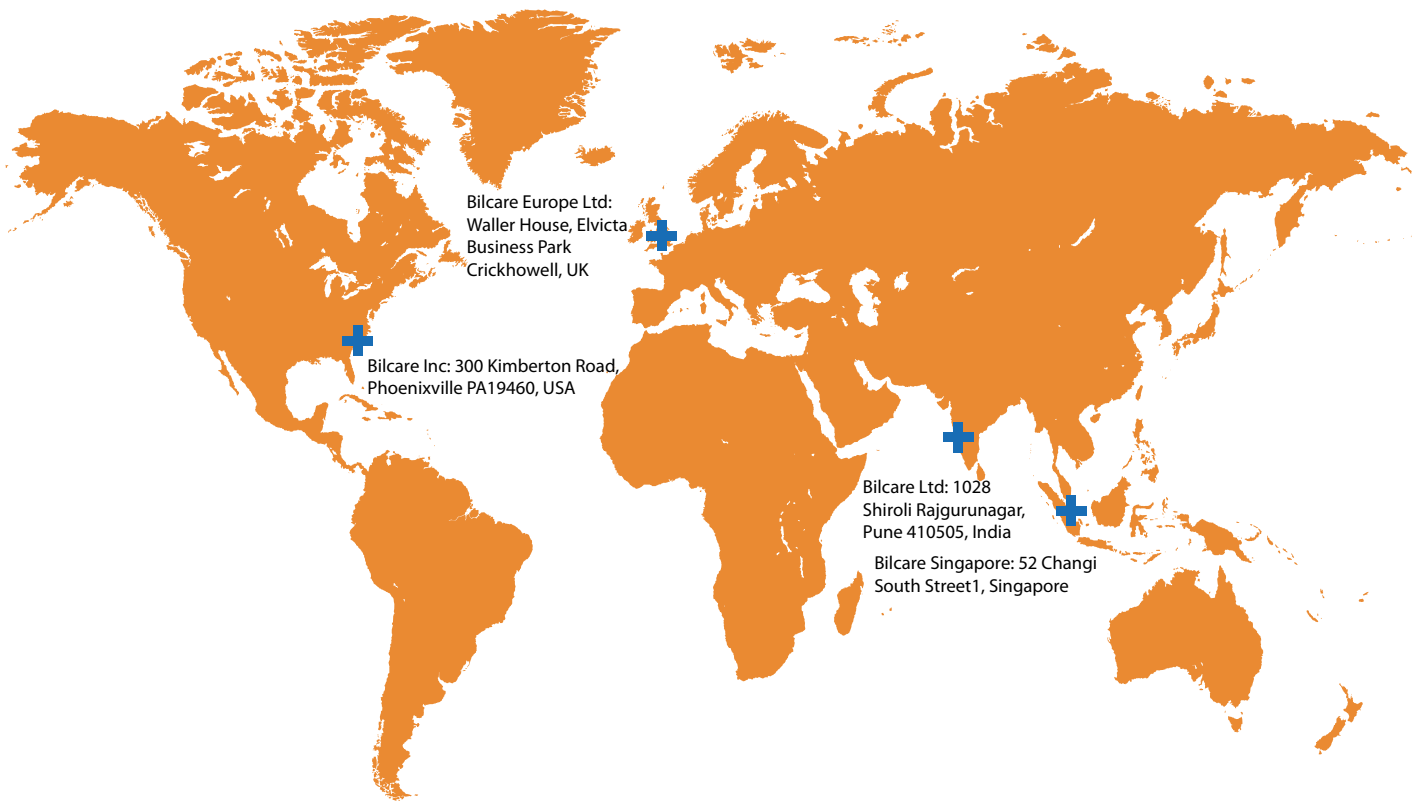 Bilcare Europe Ltd:
Waller House, Elvicta
Business Park
Crickhowell, UK
Bilcare Inc: 300 Kimberton Road,
Phoenixville PA19460, USA
Bilcare Ltd: 1028
Shiroli Rajgurunagar,
Pune 410505, India
Bilcare Singapore: 52 Changi
South Street1, Singapore